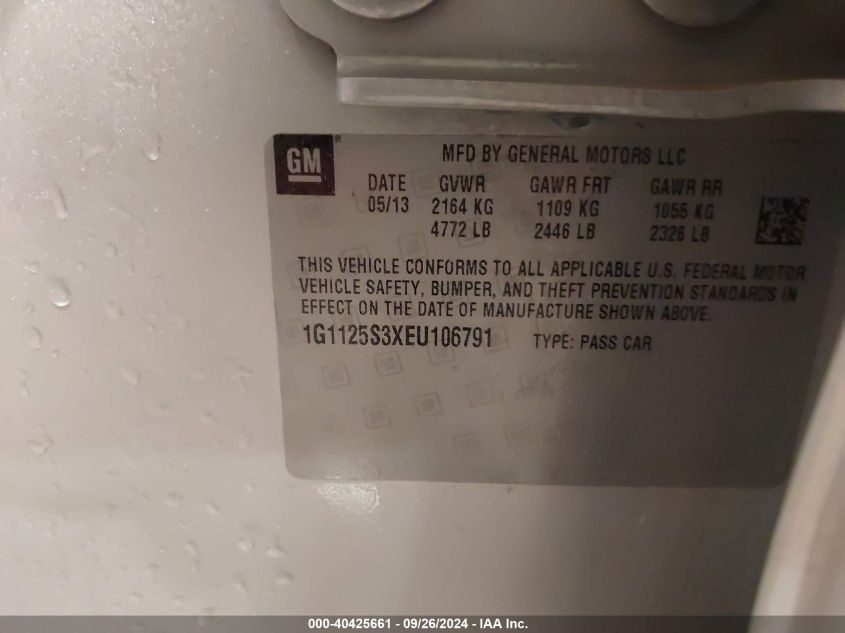 GM
MFD BY GENERAL MOTORS LLC
DATE GVWR GAWR FRT GAWR RR
05/13 2164 KG 1109 KG 1055 KG
4772 LB 2446 LB 2326 LB
THIS VEHICLE CONFORMS TO ALL APPLICABLE U.S. FEDERAL MOTOR
VEHICLE SAFETY, BUMPER, AND THEFT PREVENTION STANDARDS IN
EFFECT ON THE DATE OF MANUFACTURE SHOWN ABOVE.
1G1125S3XEU106791 TYPE: PASS CAR
000-40425661 - 09/26/2024 - IAA Inc.